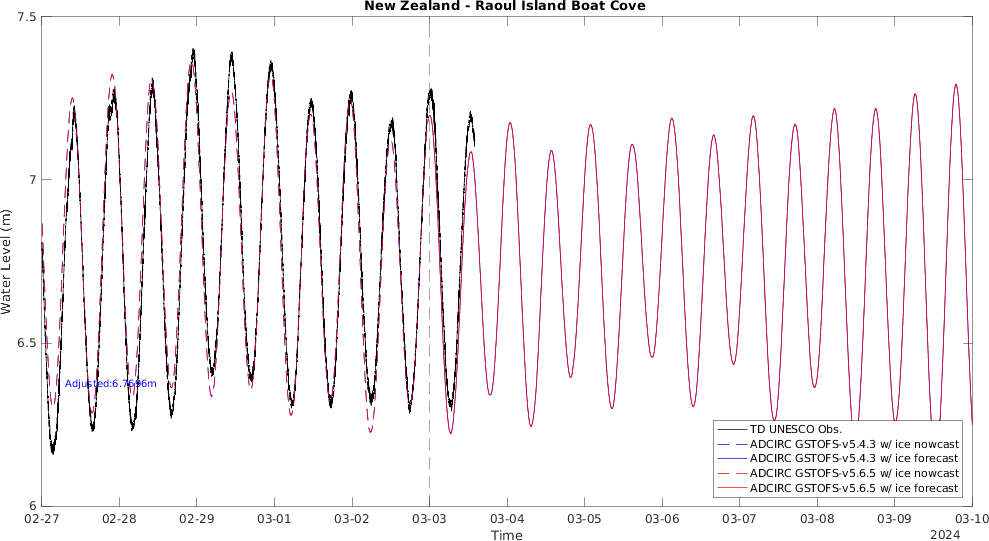 New Zealand - Raoul Island Boat Cove
7.5
7
6.5
6
Water Level (m)
Adjusted:6.7696m
TD UNESCO Obs.
ADCIRC GSTOFS-v5.4.3 w/ ice nowcast
ADCIRC GSTOFS-v5.4.3 w/ ice forecast
ADCIRC GSTOFS-v5.6.5 w/ ice nowcast
ADCIRC GSTOFS-v5.6.5 w/ ice forecast
02-27 02-28 02-29 03-01 03-02 03-03 03-04 03-05 03-06 03-07 03-08 03-09 03-10
Time
2024